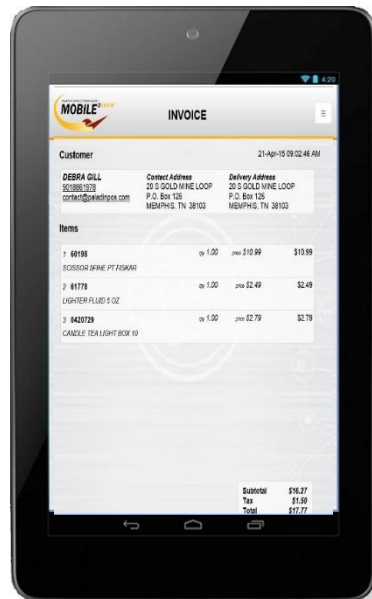 4:20
MOBILE
INVOICE
Customer
21-Apr-15 09:02:46 AM
DEBRA GILL
9018861978
contact@paladinpos.com
Contact Address
20 S GOLD MINE LOOP
P.O. Box 126
MEMPHIS, TN 38103
Delivery Address
20 S GOLD MINE LOOP
P.O. Box 126
MEMPHIS, TN 38103
Items
1 60198 qty 1.00 price $10.99 $10.99
SCISSOR 5FINE PT FISKAR
2 61778 qty 1.00 price $2.49 $2.49
LIGHTER FLUID 5 OZ
3 0420729 qty 1.00 price $2.79 $2.79
CANDLE TEA LIGHT BOX 10
Subtotal $16.27
Tax $1.50
Total $17.77